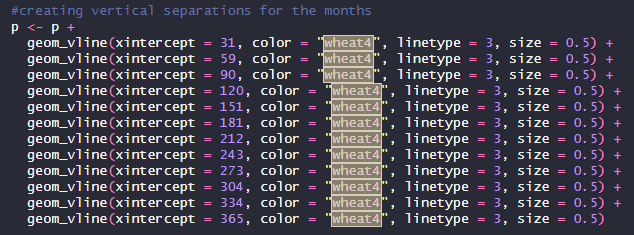 #creating vertical separations for the months
p <- p +
  geom_vline(xintercept = 31, color = "wheat4", linetype = 3, size = 0.5) +
  geom_vline(xintercept = 59, color = "wheat4", linetype = 3, size = 0.5) +
  geom_vline(xintercept = 90, color = "wheat4", linetype = 3, size = 0.5) +
  geom_vline(xintercept = 120, color = "wheat4", linetype = 3, size = 0.5) +
  geom_vline(xintercept = 151, color = "wheat4", linetype = 3, size = 0.5) +
  geom_vline(xintercept = 181, color = "wheat4", linetype = 3, size = 0.5) +
  geom_vline(xintercept = 212, color = "wheat4", linetype = 3, size = 0.5) +
  geom_vline(xintercept = 243, color = "wheat4", linetype = 3, size = 0.5) +
  geom_vline(xintercept = 273, color = "wheat4", linetype = 3, size = 0.5) +
  geom_vline(xintercept = 304, color = "wheat4", linetype = 3, size = 0.5) +
  geom_vline(xintercept = 334, color = "wheat4", linetype = 3, size = 0.5) +
  geom_vline(xintercept = 365, color = "wheat4", linetype = 3, size = 0.5)